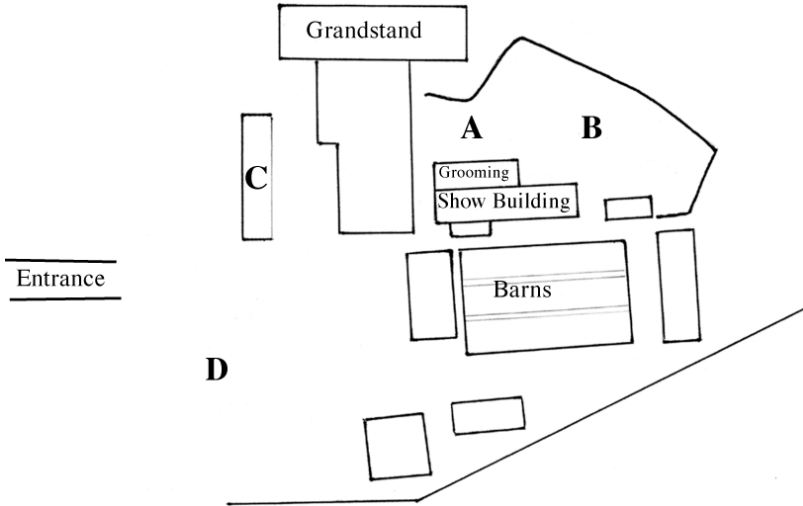 Grandstand
A
B
Grooming
C
Show Building
Entrance
Barns
D